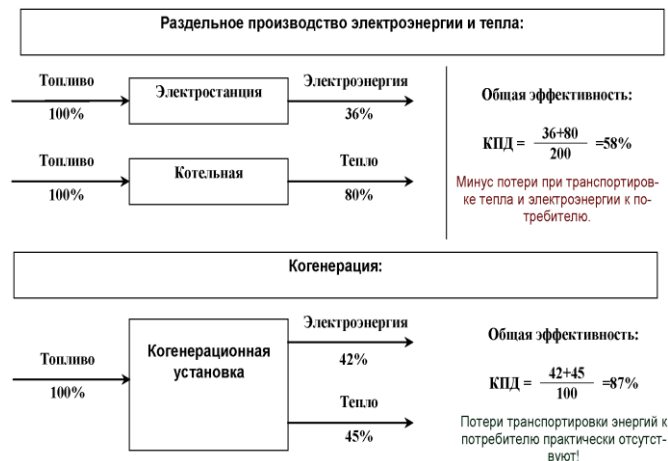 Раздельное производство электроэнергии и тепла:
Топливо
100%
Электростанция
Электроэнергия
36%
Топливо
100%
Котельная
Тепло
80%
Общая эффективность:
КПД = 36+80 / 200 =58%
Минус потери при транспортиров-
ке тепла и электроэнергии к по-
требителю.
Когенерация:
Топливо
100%
Когенерационная
установка
Электроэнергия
42%
Тепло
45%
Общая эффективность:
КПД = 42+45 / 100 =87%
Потери транспортировки энергий к
потребителю практически отсутст-
вуют!